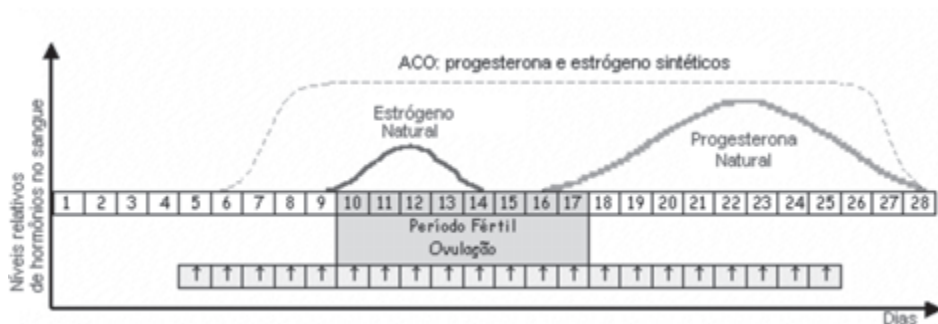 ACO: progesterona e estrógeno sintéticos
Estrógeno
Natural
Progesterona
Natural
Níveis relativos
de hormônios no sangue
1 2 3 4 5 6 7 8 9 10 11 12 13 14 15 16 17 18 19 20 21 22 23 24 25 26 27 28
Período Fértil
Ovulação
↑ ↑ ↑ ↑ ↑ ↑ ↑ ↑ ↑ ↑ ↑ ↑ ↑ ↑ ↑ ↑ ↑ ↑ ↑ ↑ ↑
Dias